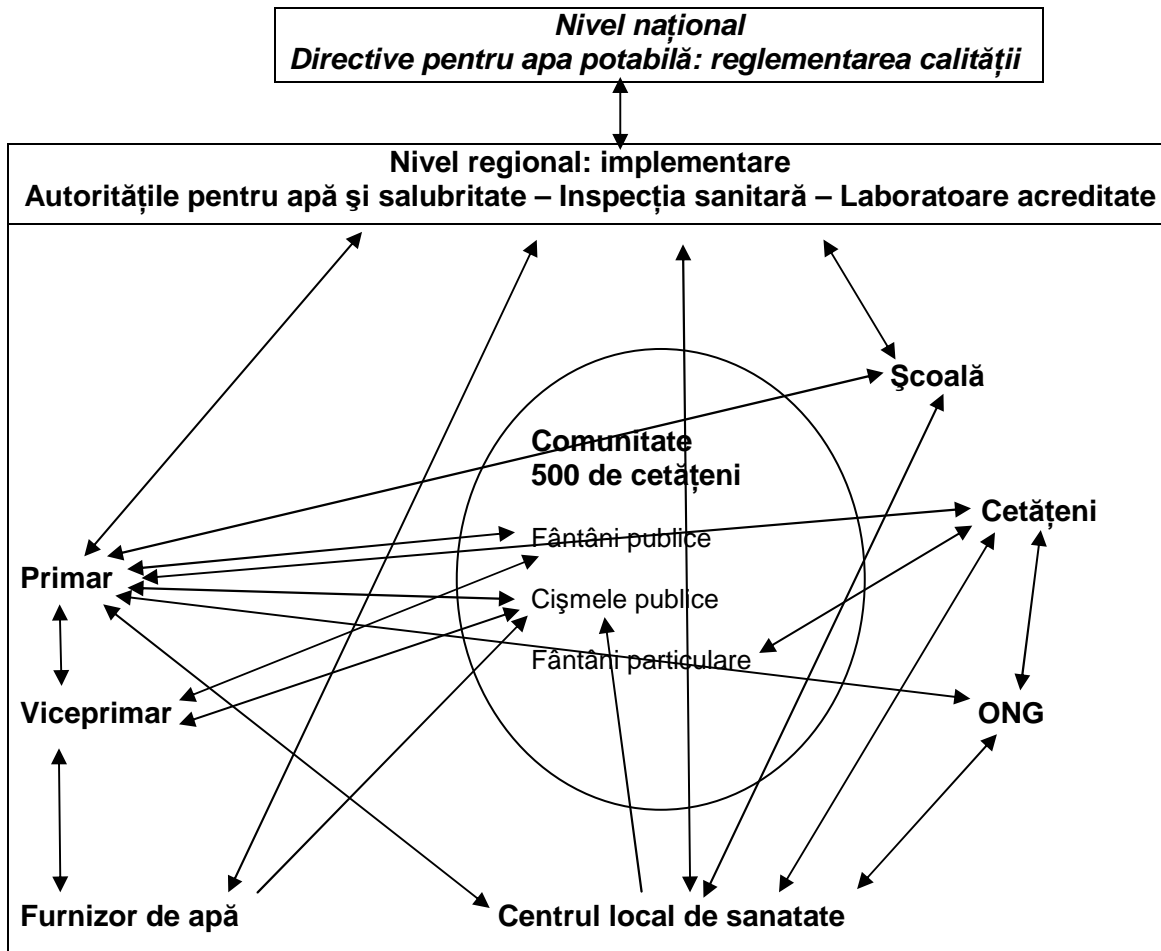 Nivel național
Directive pentru apa potabilă: reglementarea calității
Nivel regional: implementare
Autoritățile pentru apă şi salubritate – Inspecția sanitară – Laboratoare acreditate
Şcoală
Comunitate
500 de cetățeni
Cetățeni
Fântâni publice
Primar
Cişmele publice
Fântâni particulare
Viceprimar
ONG
Furnizor de apă
Centrul local de sanatate